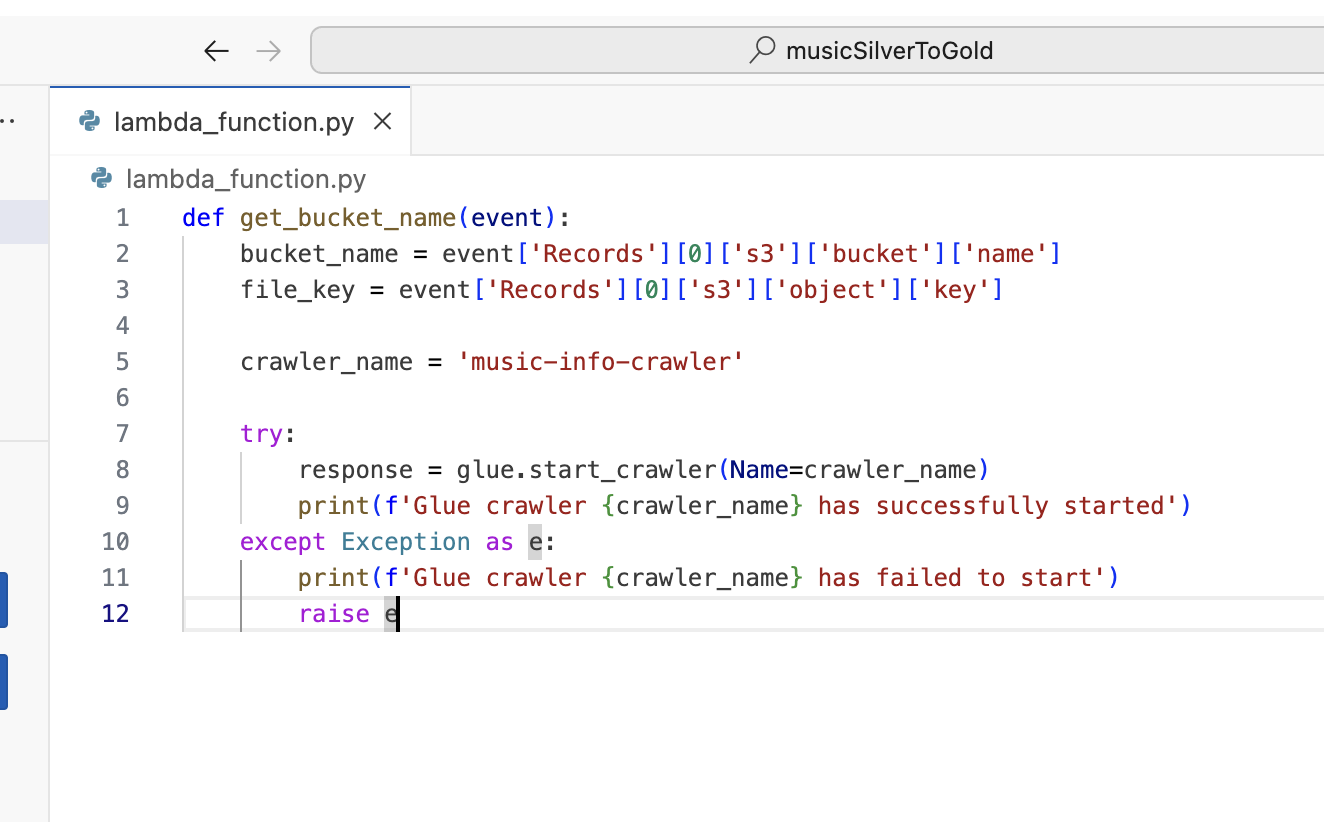 musicSilverToGold
lambda_function.py
lambda_function.py
1 def get_bucket_name(event):
2     bucket_name = event['Records'][0]['s3']['bucket']['name']
3     file_key = event['Records'][0]['s3']['object']['key']
4
5     crawler_name = 'music-info-crawler'
6
7     try:
8         response = glue.start_crawler(Name=crawler_name)
9         print(f'Glue crawler {crawler_name} has successfully started')
10     except Exception as e:
11         print(f'Glue crawler {crawler_name} has failed to start')
12         raise e